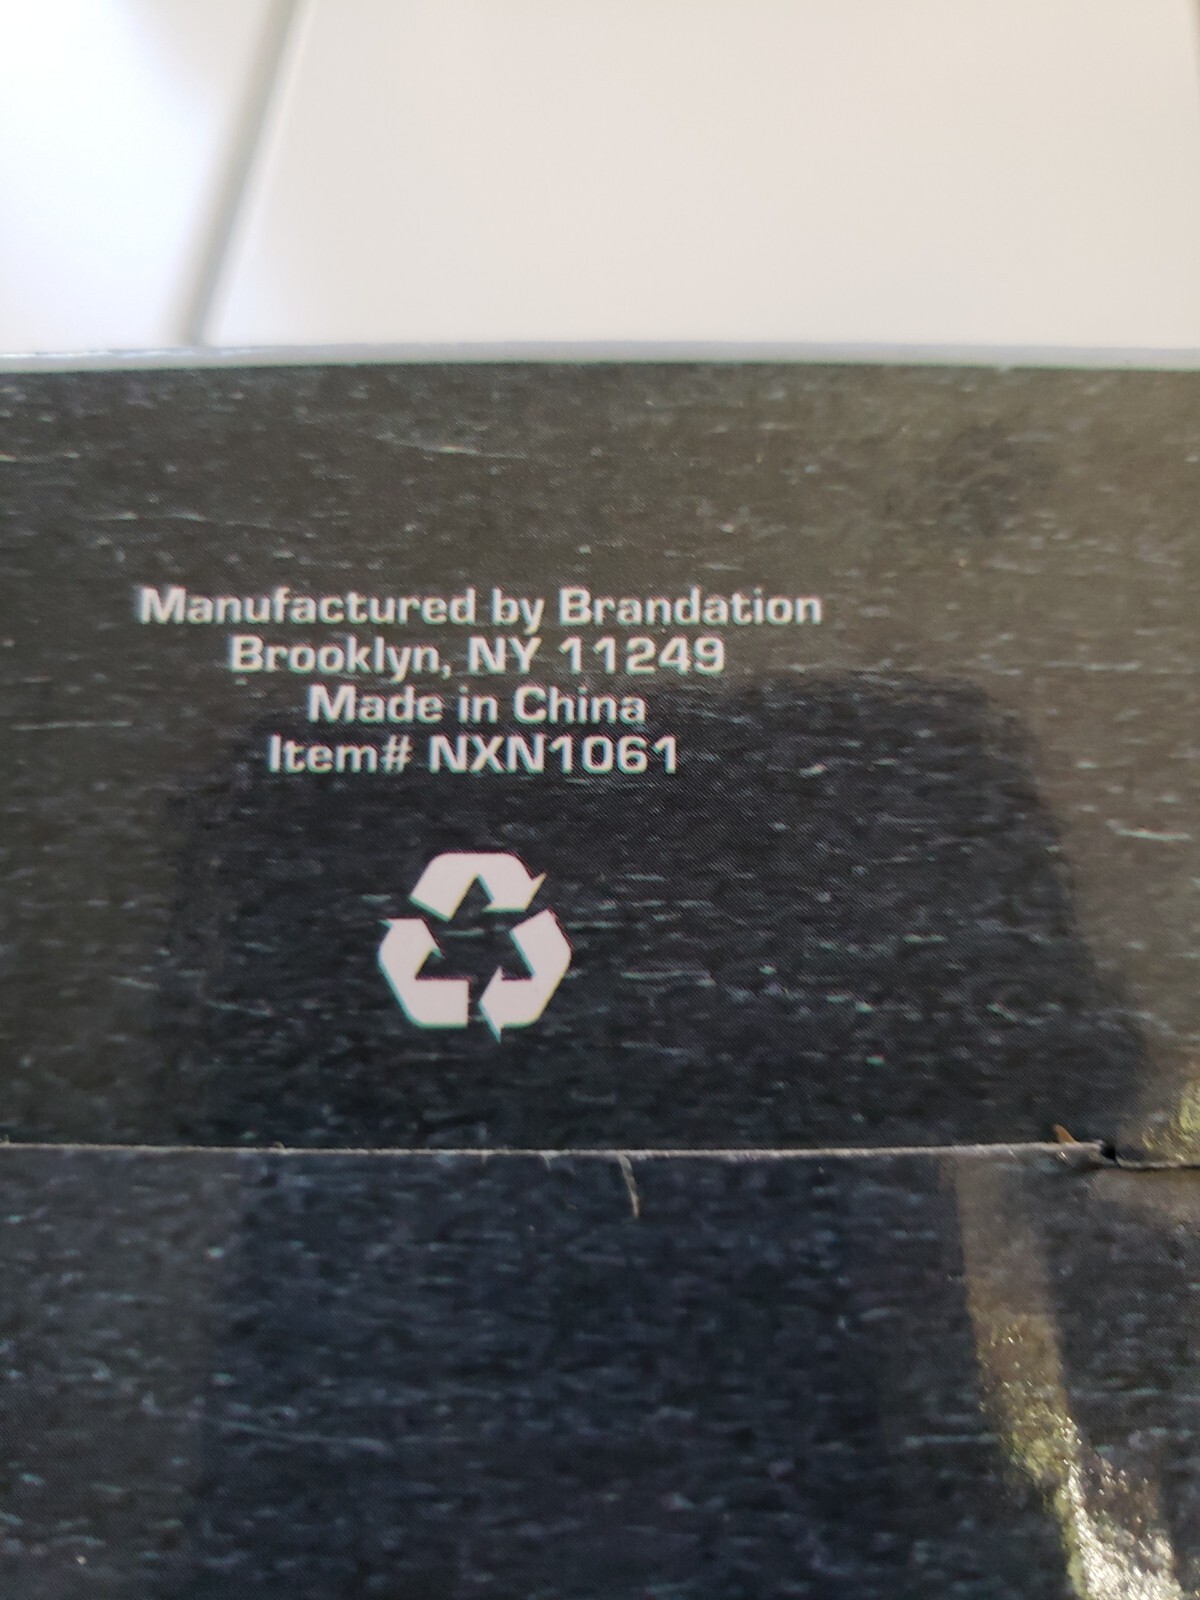 Manufactured by Brandation
Brooklyn, NY 11249
Made in China
Item# NXN1061